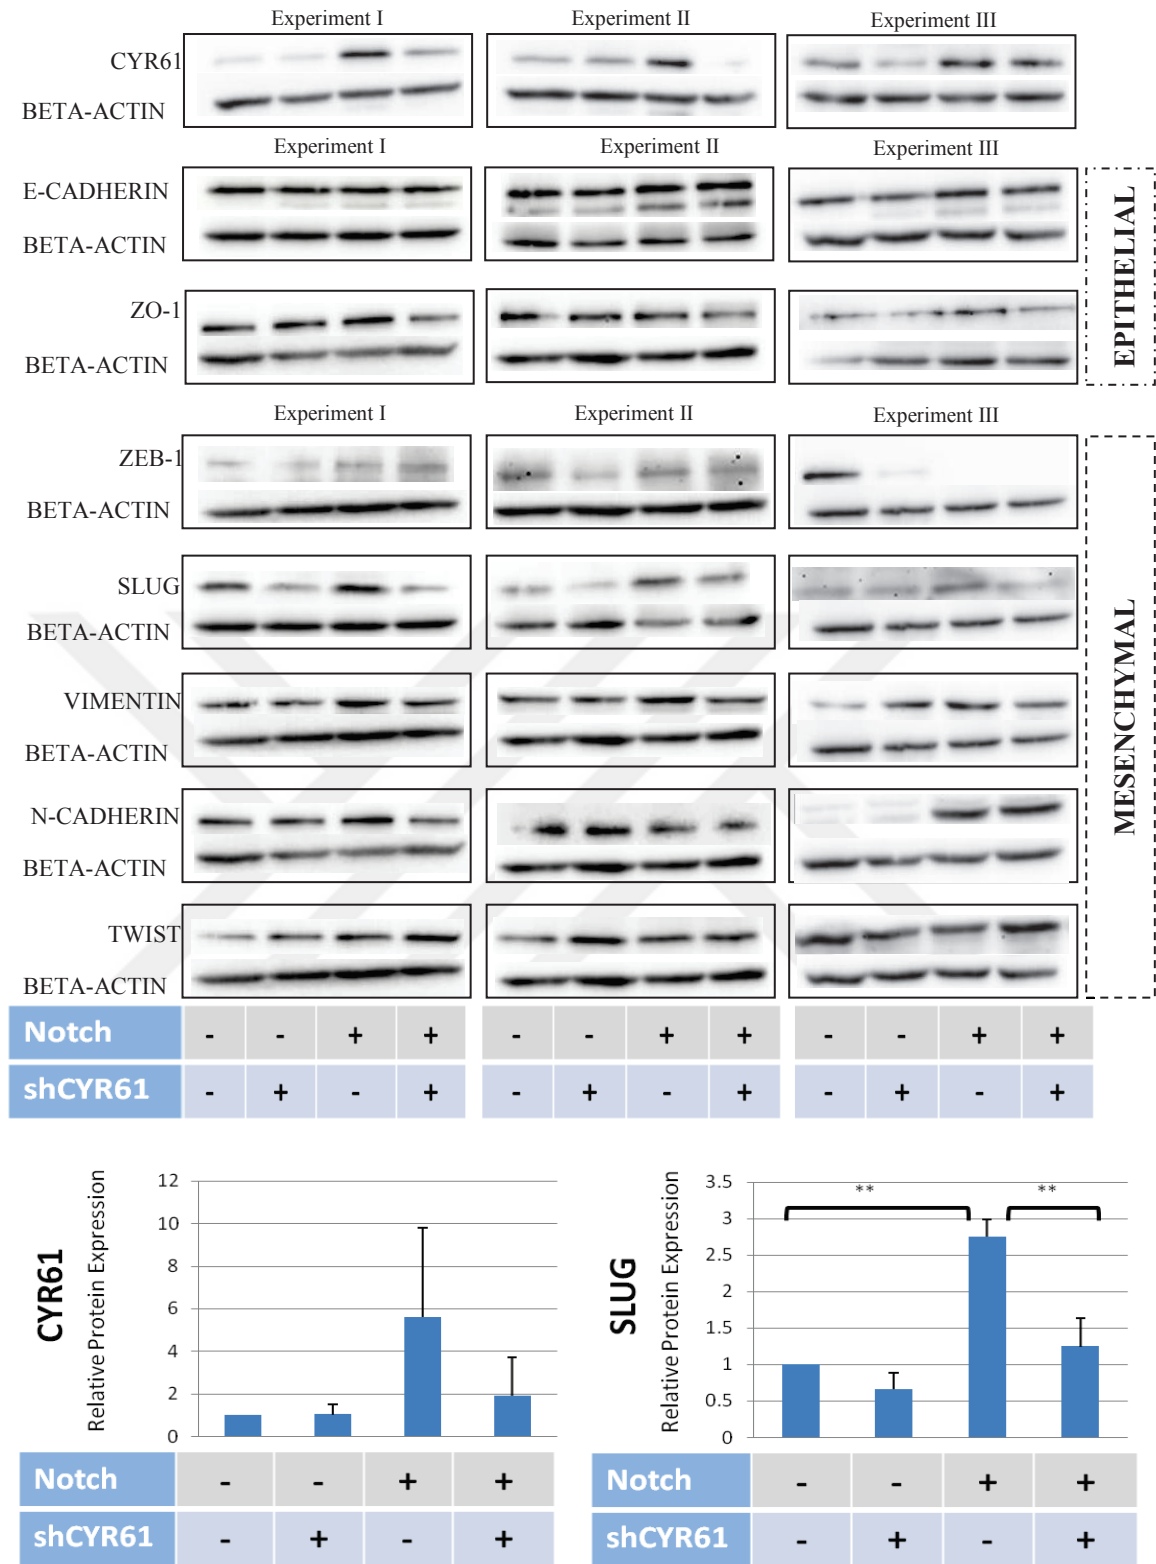 Experiment I Experiment II Experiment III
CYR61
BETA-ACTIN
Experiment I Experiment II Experiment III
E-CADHERIN
BETA-ACTIN
ZO-1
BETA-ACTIN
EPITHELIAL
Experiment I Experiment II Experiment III
ZEB-1
BETA-ACTIN
SLUG
BETA-ACTIN
VIMENTIN
BETA-ACTIN
N-CADHERIN
BETA-ACTIN
TWIST
BETA-ACTIN
MESENCHYMAL
Notch - - + + - - + + - - + +
shCYR61 - + - + - + - + - + - +
CYR61
Relative Protein Expression
12
10
8
6
4
2
0
Notch - - + +
shCYR61 - + - +
SLUG
Relative Protein Expression
3.5
3
2.5
2
1.5
1
0.5
0
** **
Notch - - + +
shCYR61 - + - +